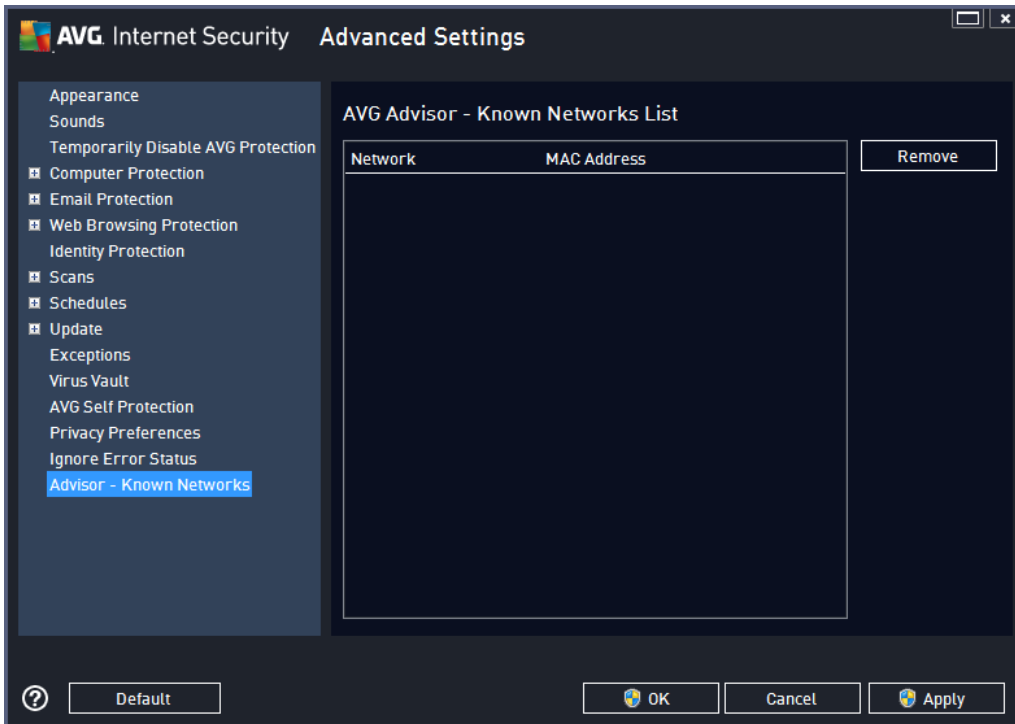 AVG. Internet Security Advanced Settings
Appearance
Sounds
Temporarily Disable AVG Protection
Computer Protection
Email Protection
Web Browsing Protection
Identity Protection
Scans
Schedules
Update
Exceptions
Virus Vault
AVG Self Protection
Privacy Preferences
Ignore Error Status
Advisor - Known Networks
AVG Advisor - Known Networks List
Network MAC Address
Remove
Default
OK
Cancel
Apply